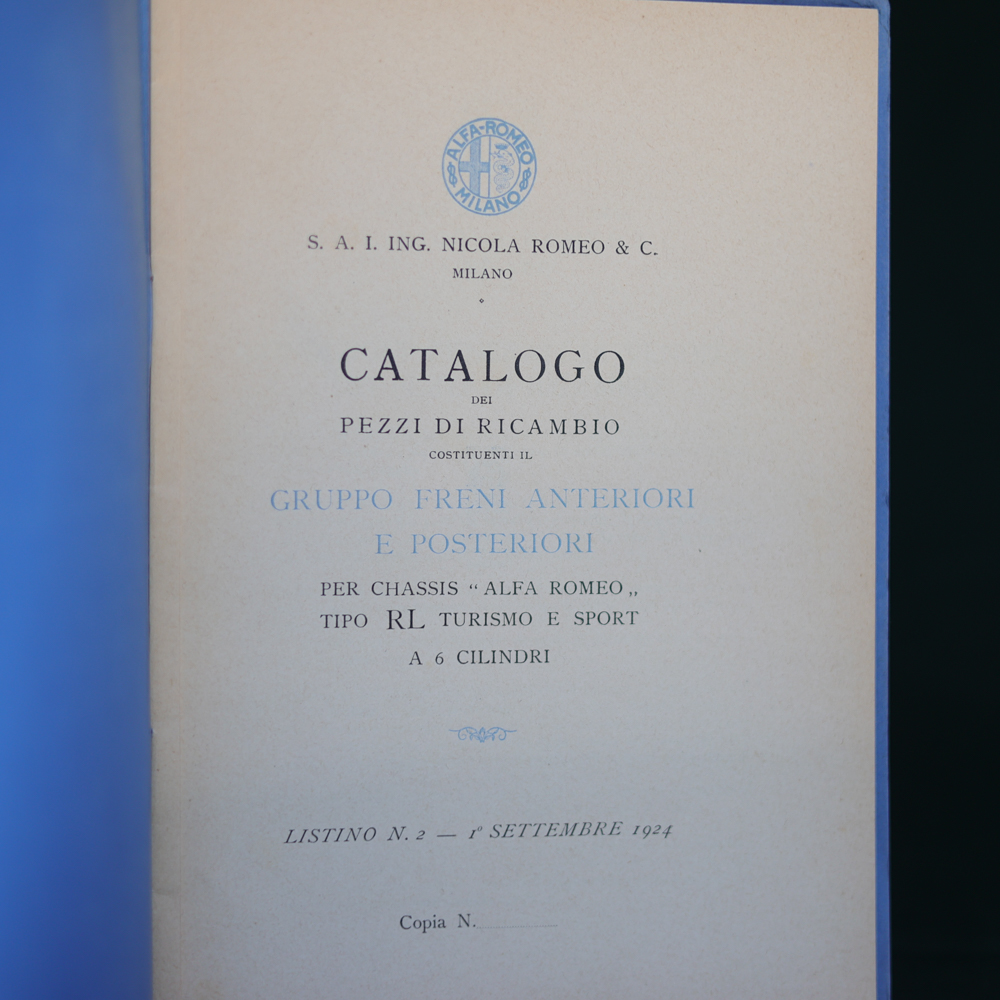 ALFA-ROMEO
MILANO
S. A. I. ING. NICOLA ROMEO & C.
MILANO
CATALOGO
DEI
PEZZI DI RICAMBIO
COSTITUENTI IL
GRUPPO FRENI ANTERIORI
E POSTERIORI
PER CHASSIS “ ALFA ROMEO „
TIPO RL TURISMO E SPORT
A 6 CILINDRI
LISTINO N. 2 — 1º SETTEMBRE 1924
Copia N.